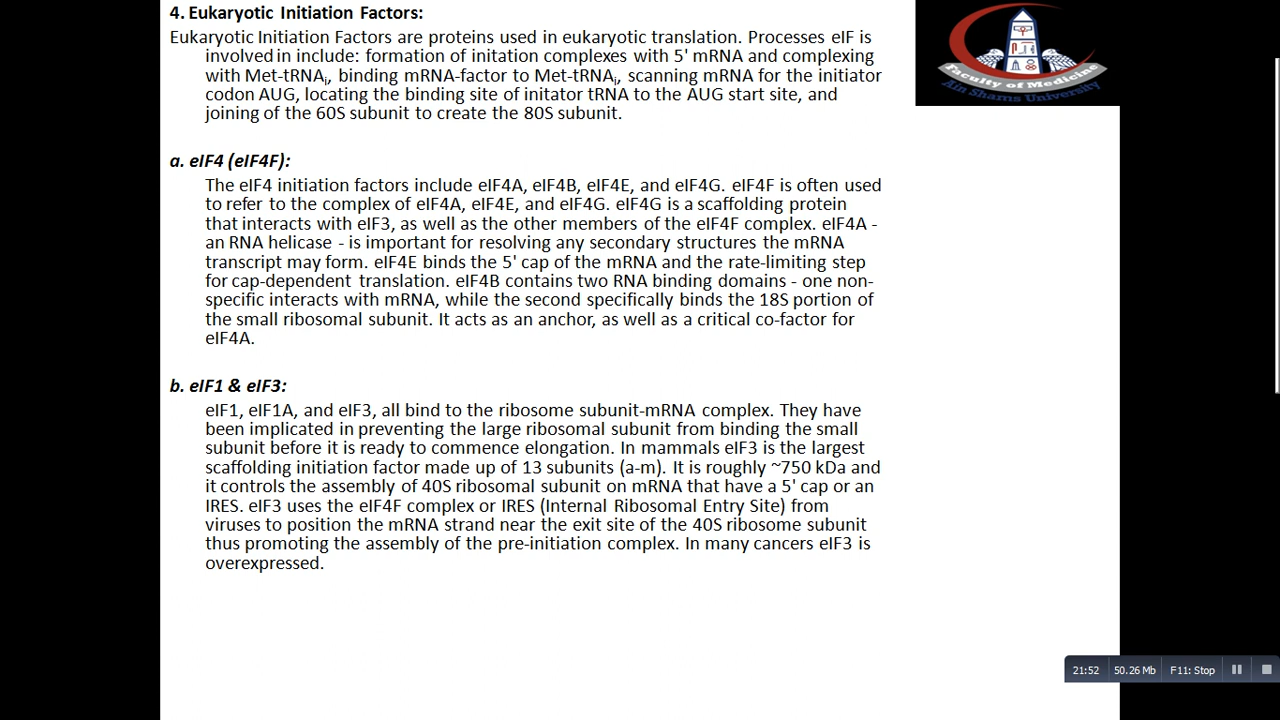 4. Eukaryotic Initiation Factors:
Eukaryotic Initiation Factors are proteins used in eukaryotic translation. Processes eIF is
involved in include: formation of initation complexes with 5' mRNA and complexing
with Met-tRNAi, binding mRNA-factor to Met-tRNAi, scanning mRNA for the initiator
codon AUG, locating the binding site of initator tRNA to the AUG start site, and
joining of the 60S subunit to create the 80S subunit.
a. eIF4 (eIF4F):
The eIF4 initiation factors include eIF4A, eIF4B, eIF4E, and eIF4G. eIF4F is often used
to refer to the complex of eIF4A, eIF4E, and eIF4G. eIF4G is a scaffolding protein
that interacts with eIF3, as well as the other members of the eIF4F complex. eIF4A -
an RNA helicase - is important for resolving any secondary structures the mRNA
transcript may form. eIF4E binds the 5' cap of the mRNA and the rate-limiting step
for cap-dependent translation. eIF4B contains two RNA binding domains - one non-
specific interacts with mRNA, while the second specifically binds the 18S portion of
the small ribosomal subunit. It acts as an anchor, as well as a critical co-factor for
eIF4A.
b. eIF1 & eIF3:
eIF1, eIF1A, and eIF3, all bind to the ribosome subunit-mRNA complex. They have
been implicated in preventing the large ribosomal subunit from binding the small
subunit before it is ready to commence elongation. In mammals eIF3 is the largest
scaffolding initiation factor made up of 13 subunits (a-m). It is roughly ~750 kDa and
it controls the assembly of 40S ribosomal subunit on mRNA that have a 5' cap or an
IRES. eIF3 uses the eIF4F complex or IRES (Internal Ribosomal Entry Site) from
viruses to position the mRNA strand near the exit site of the 40S ribosome subunit
thus promoting the assembly of the pre-initiation complex. In many cancers eIF3 is
overexpressed.
Faculty of Medicine
Ain Shams University
21:52 50.26 Mb F11: Stop